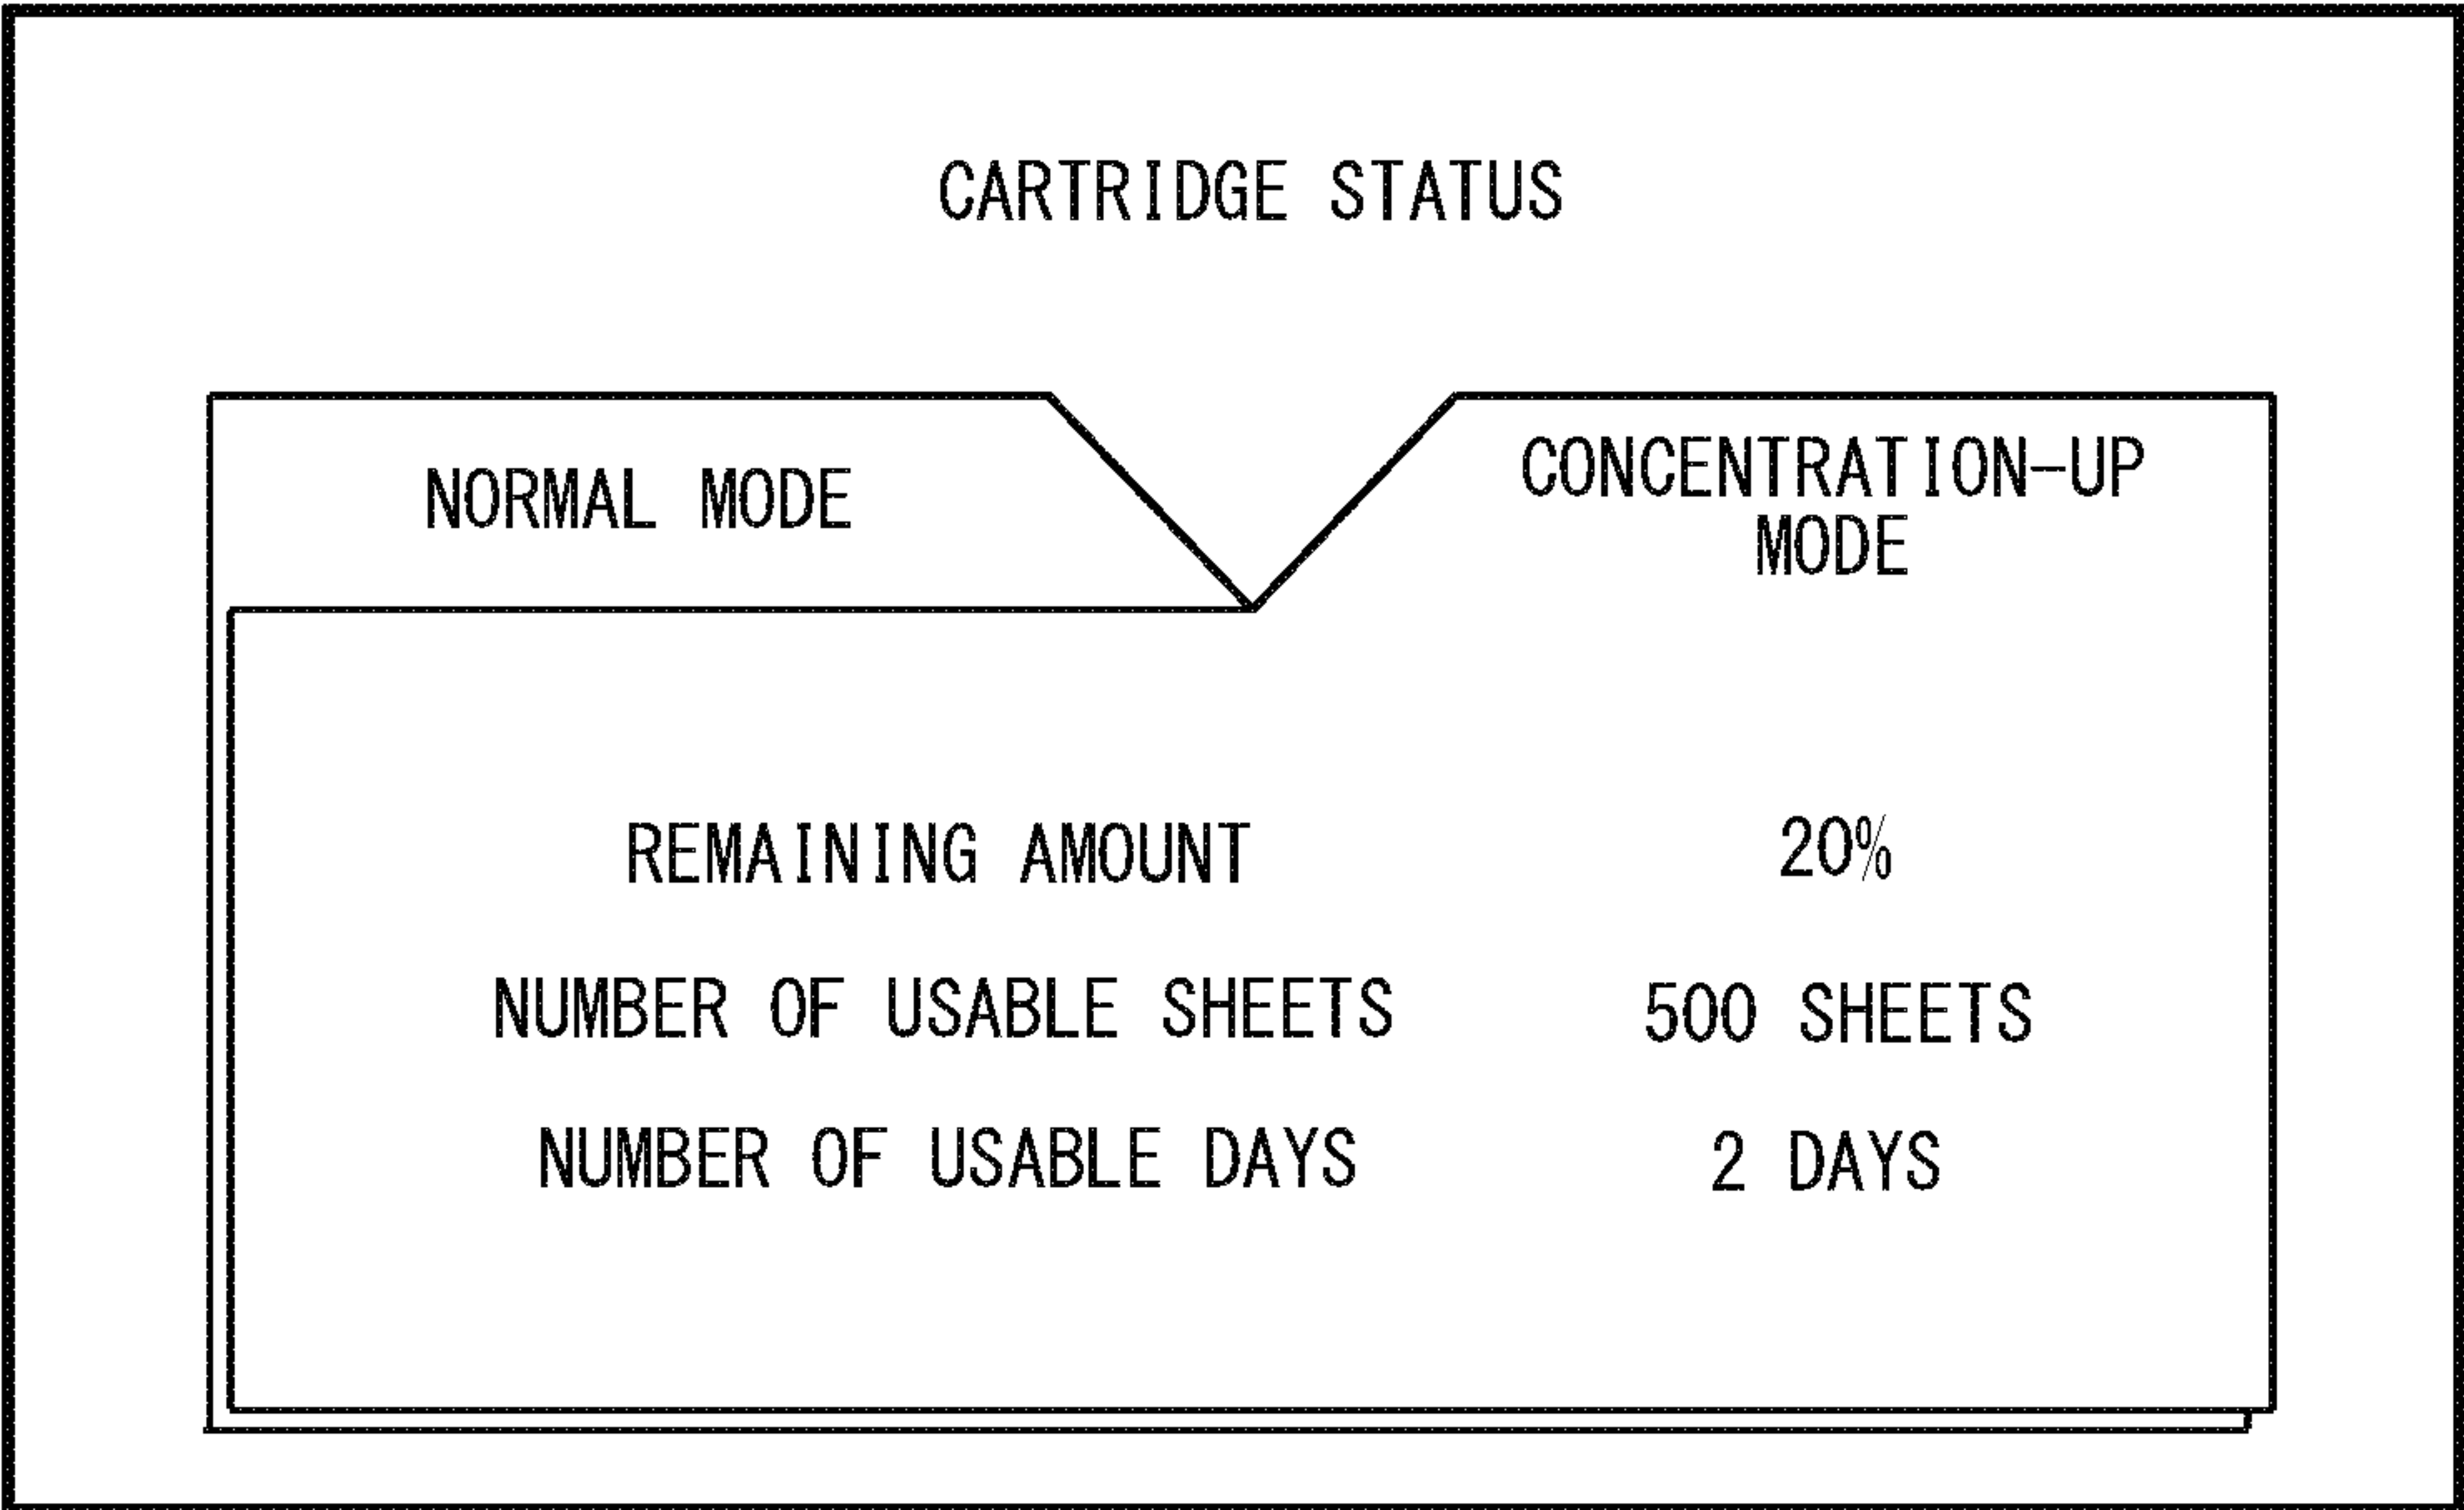 CARTRIDGE STATUS
NORMAL MODE
CONCENTRATION-UP
MODE
REMAINING AMOUNT 20%
NUMBER OF USABLE SHEETS 500 SHEETS
NUMBER OF USABLE DAYS 2 DAYS